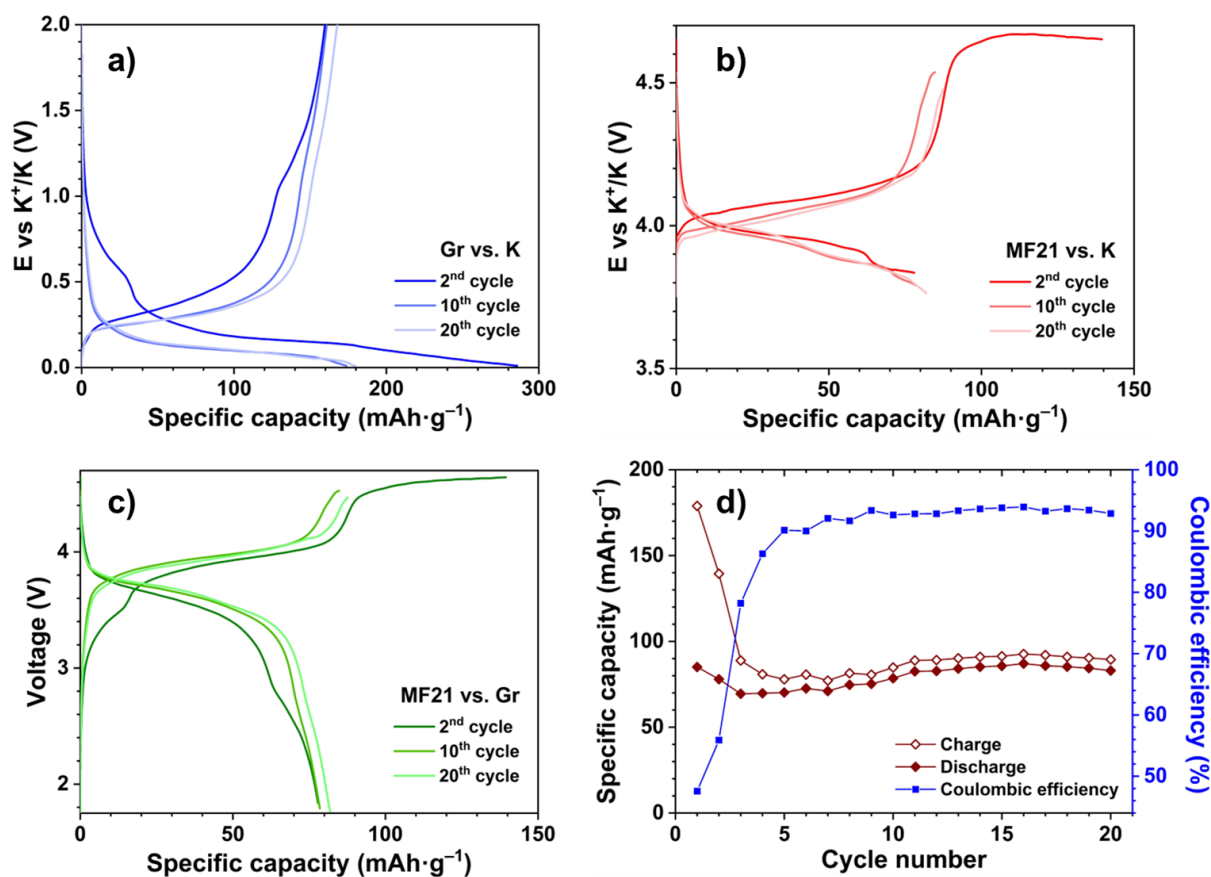 a)
E vs K⁺/K (V)
2.0
1.5
1.0
0.5
0.0
Gr vs. K
2ⁿᵈ cycle
10ᵗʰ cycle
20ᵗʰ cycle
0 100 200 300
Specific capacity (mAh·g⁻¹)
b)
E vs K⁺/K (V)
4.5
4.0
3.5
MF21 vs. K
2ⁿᵈ cycle
10ᵗʰ cycle
20ᵗʰ cycle
0 50 100 150
Specific capacity (mAh·g⁻¹)
c)
Voltage (V)
4
3
2
MF21 vs. Gr
2ⁿᵈ cycle
10ᵗʰ cycle
20ᵗʰ cycle
0 50 100 150
Specific capacity (mAh·g⁻¹)
d)
Specific capacity (mAh·g⁻¹)
200
150
100
50
0
Charge
Discharge
Coulombic efficiency
0 5 10 15 20
Cycle number
100
90
80
70
60
50
Coulombic efficiency (%)